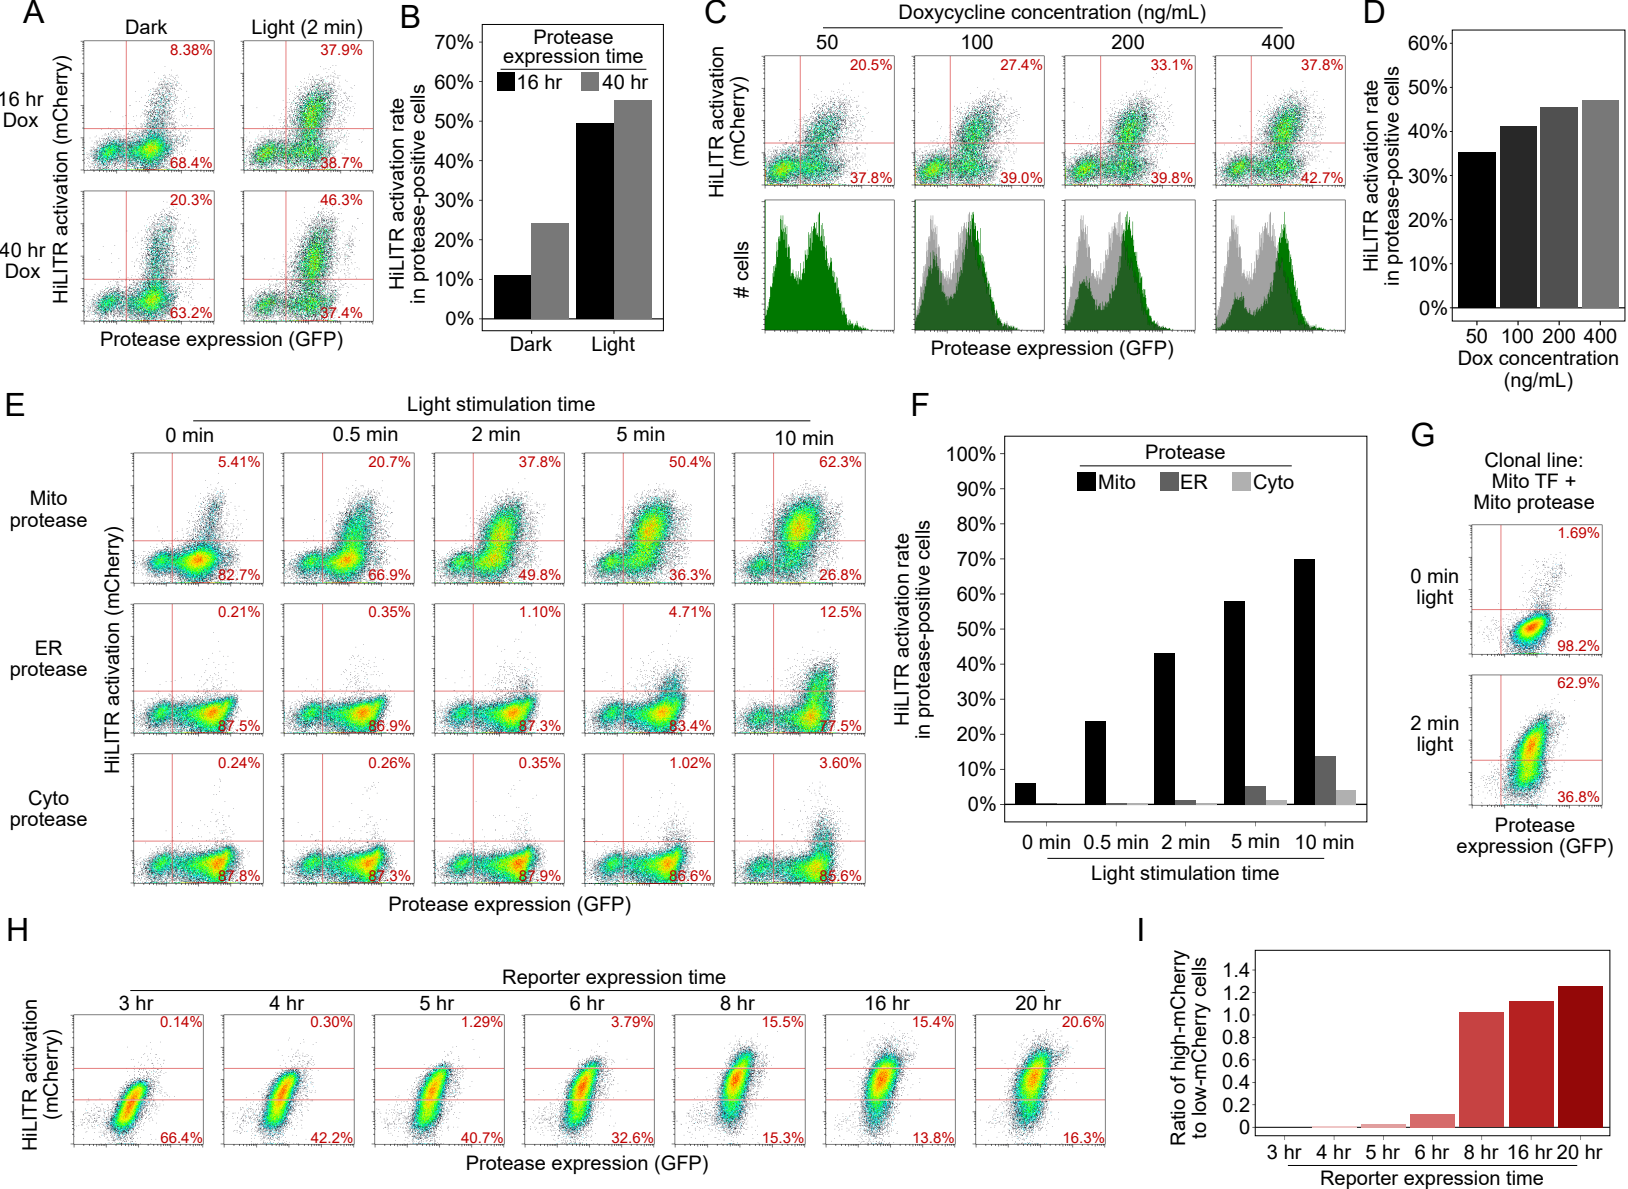 A
Dark
Light (2 min)
HiLITR activation (mCherry)
16 hr
Dox
8.38%
68.4%
37.9%
38.7%
40 hr
Dox
20.3%
63.2%
46.3%
37.4%
Protease expression (GFP)
B
HiLITR activation rate
in protease-positive cells
70%
60%
50%
40%
30%
20%
10%
0%
Protease
expression time
16 hr
40 hr
Dark
Light
C
Doxycycline concentration (ng/mL)
50
100
200
400
HiLITR activation
(mCherry)
20.5%
37.8%
27.4%
39.0%
33.1%
39.8%
37.8%
42.7%
# cells
Protease expression (GFP)
D
HiLITR activation rate
in protease-positive cells
60%
50%
40%
30%
20%
10%
0%
50
100
200
400
Dox concentration
(ng/mL)
E
Light stimulation time
0 min
0.5 min
2 min
5 min
10 min
HiLITR activation (mCherry)
Mito
protease
5.41%
82.7%
20.7%
66.9%
37.8%
49.8%
50.4%
36.3%
62.3%
26.8%
ER
protease
0.21%
87.5%
0.35%
86.9%
1.10%
87.3%
4.71%
83.4%
12.5%
77.5%
Cyto
protease
0.24%
87.8%
0.26%
87.3%
0.35%
87.9%
1.02%
86.6%
3.60%
85.6%
Protease expression (GFP)
F
HiLITR activation rate
in protease-positive cells
100%
90%
80%
70%
60%
50%
40%
30%
20%
10%
0%
Protease
Mito
ER
Cyto
0 min
0.5 min
2 min
5 min
10 min
Light stimulation time
G
Clonal line:
Mito TF +
Mito protease
0 min
light
1.69%
98.2%
2 min
light
62.9%
36.8%
Protease
expression (GFP)
H
Reporter expression time
3 hr
4 hr
5 hr
6 hr
8 hr
16 hr
20 hr
HiLITR activation
(mCherry)
0.14%
66.4%
0.30%
42.2%
1.29%
40.7%
3.79%
32.6%
15.5%
15.3%
15.4%
13.8%
20.6%
16.3%
Protease expression (GFP)
I
Ratio of high-mCherry
to low-mCherry cells
1.4
1.2
1.0
0.8
0.6
0.4
0.2
0
3 hr
4 hr
5 hr
6 hr
8 hr
16 hr
20 hr
Reporter expression time